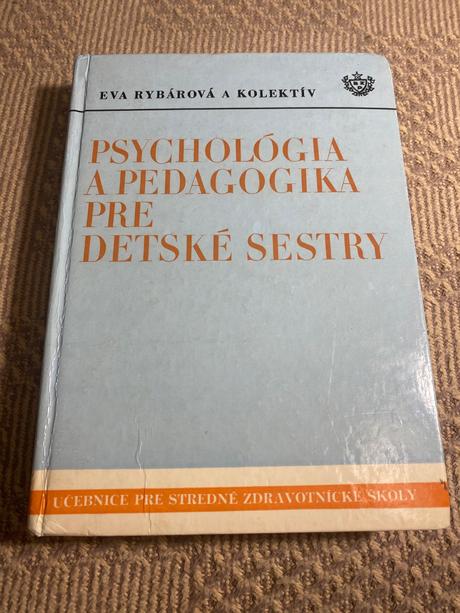 EVA RYBÁROVÁ A KOLEKTÍV
PSYCHOLÓGIA
A PEDAGOGIKA
PRE
DETSKÉ SESTRY
UČEBNICE PRE STREDNÉ ZDRAVOTNÍCKE ŠKOLY